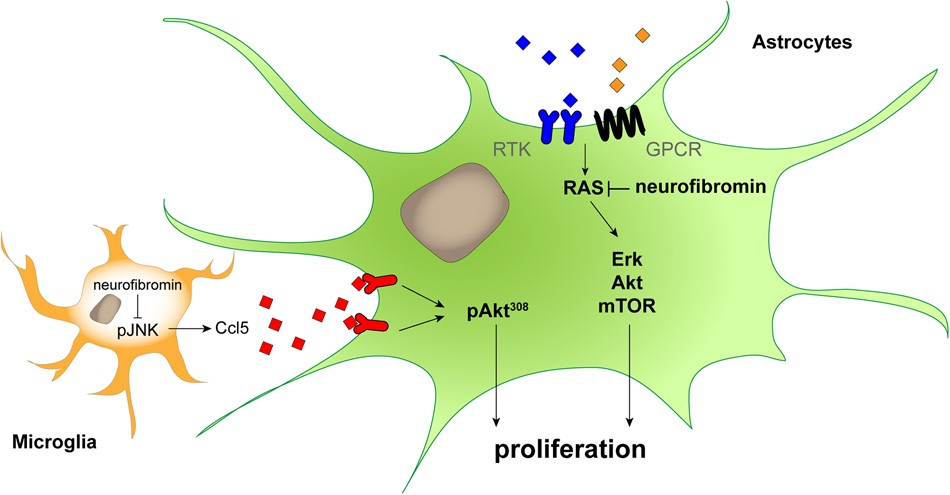 Astrocytes
RTK
GPCR
RAS
neurofibromin
Erk
Akt
mTOR
pAkt308
neurofibromin
pJNK
Ccl5
Microglia
proliferation